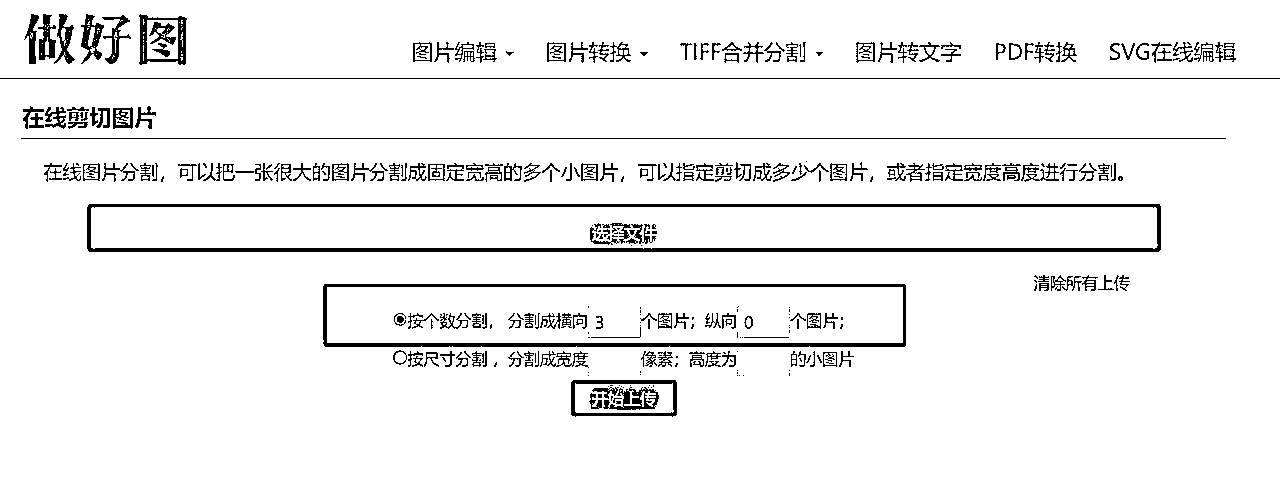 做好图
图片编辑 图片转换 TIFF合并分割 图片转文字 PDF转换 SVG在线编辑
在线剪切图片
在线图片分割，可以把一张很大的图片分割成固定宽高的多个小图片，可以指定剪切成多少个图片，或者指定宽度高度进行分割。
选择文件
清除所有上传
按个数分割， 分割成横向 3 个图片；纵向 0 个图片；
按尺寸分割 ，分割成宽度 像素；高度为 的小图片
开始上传